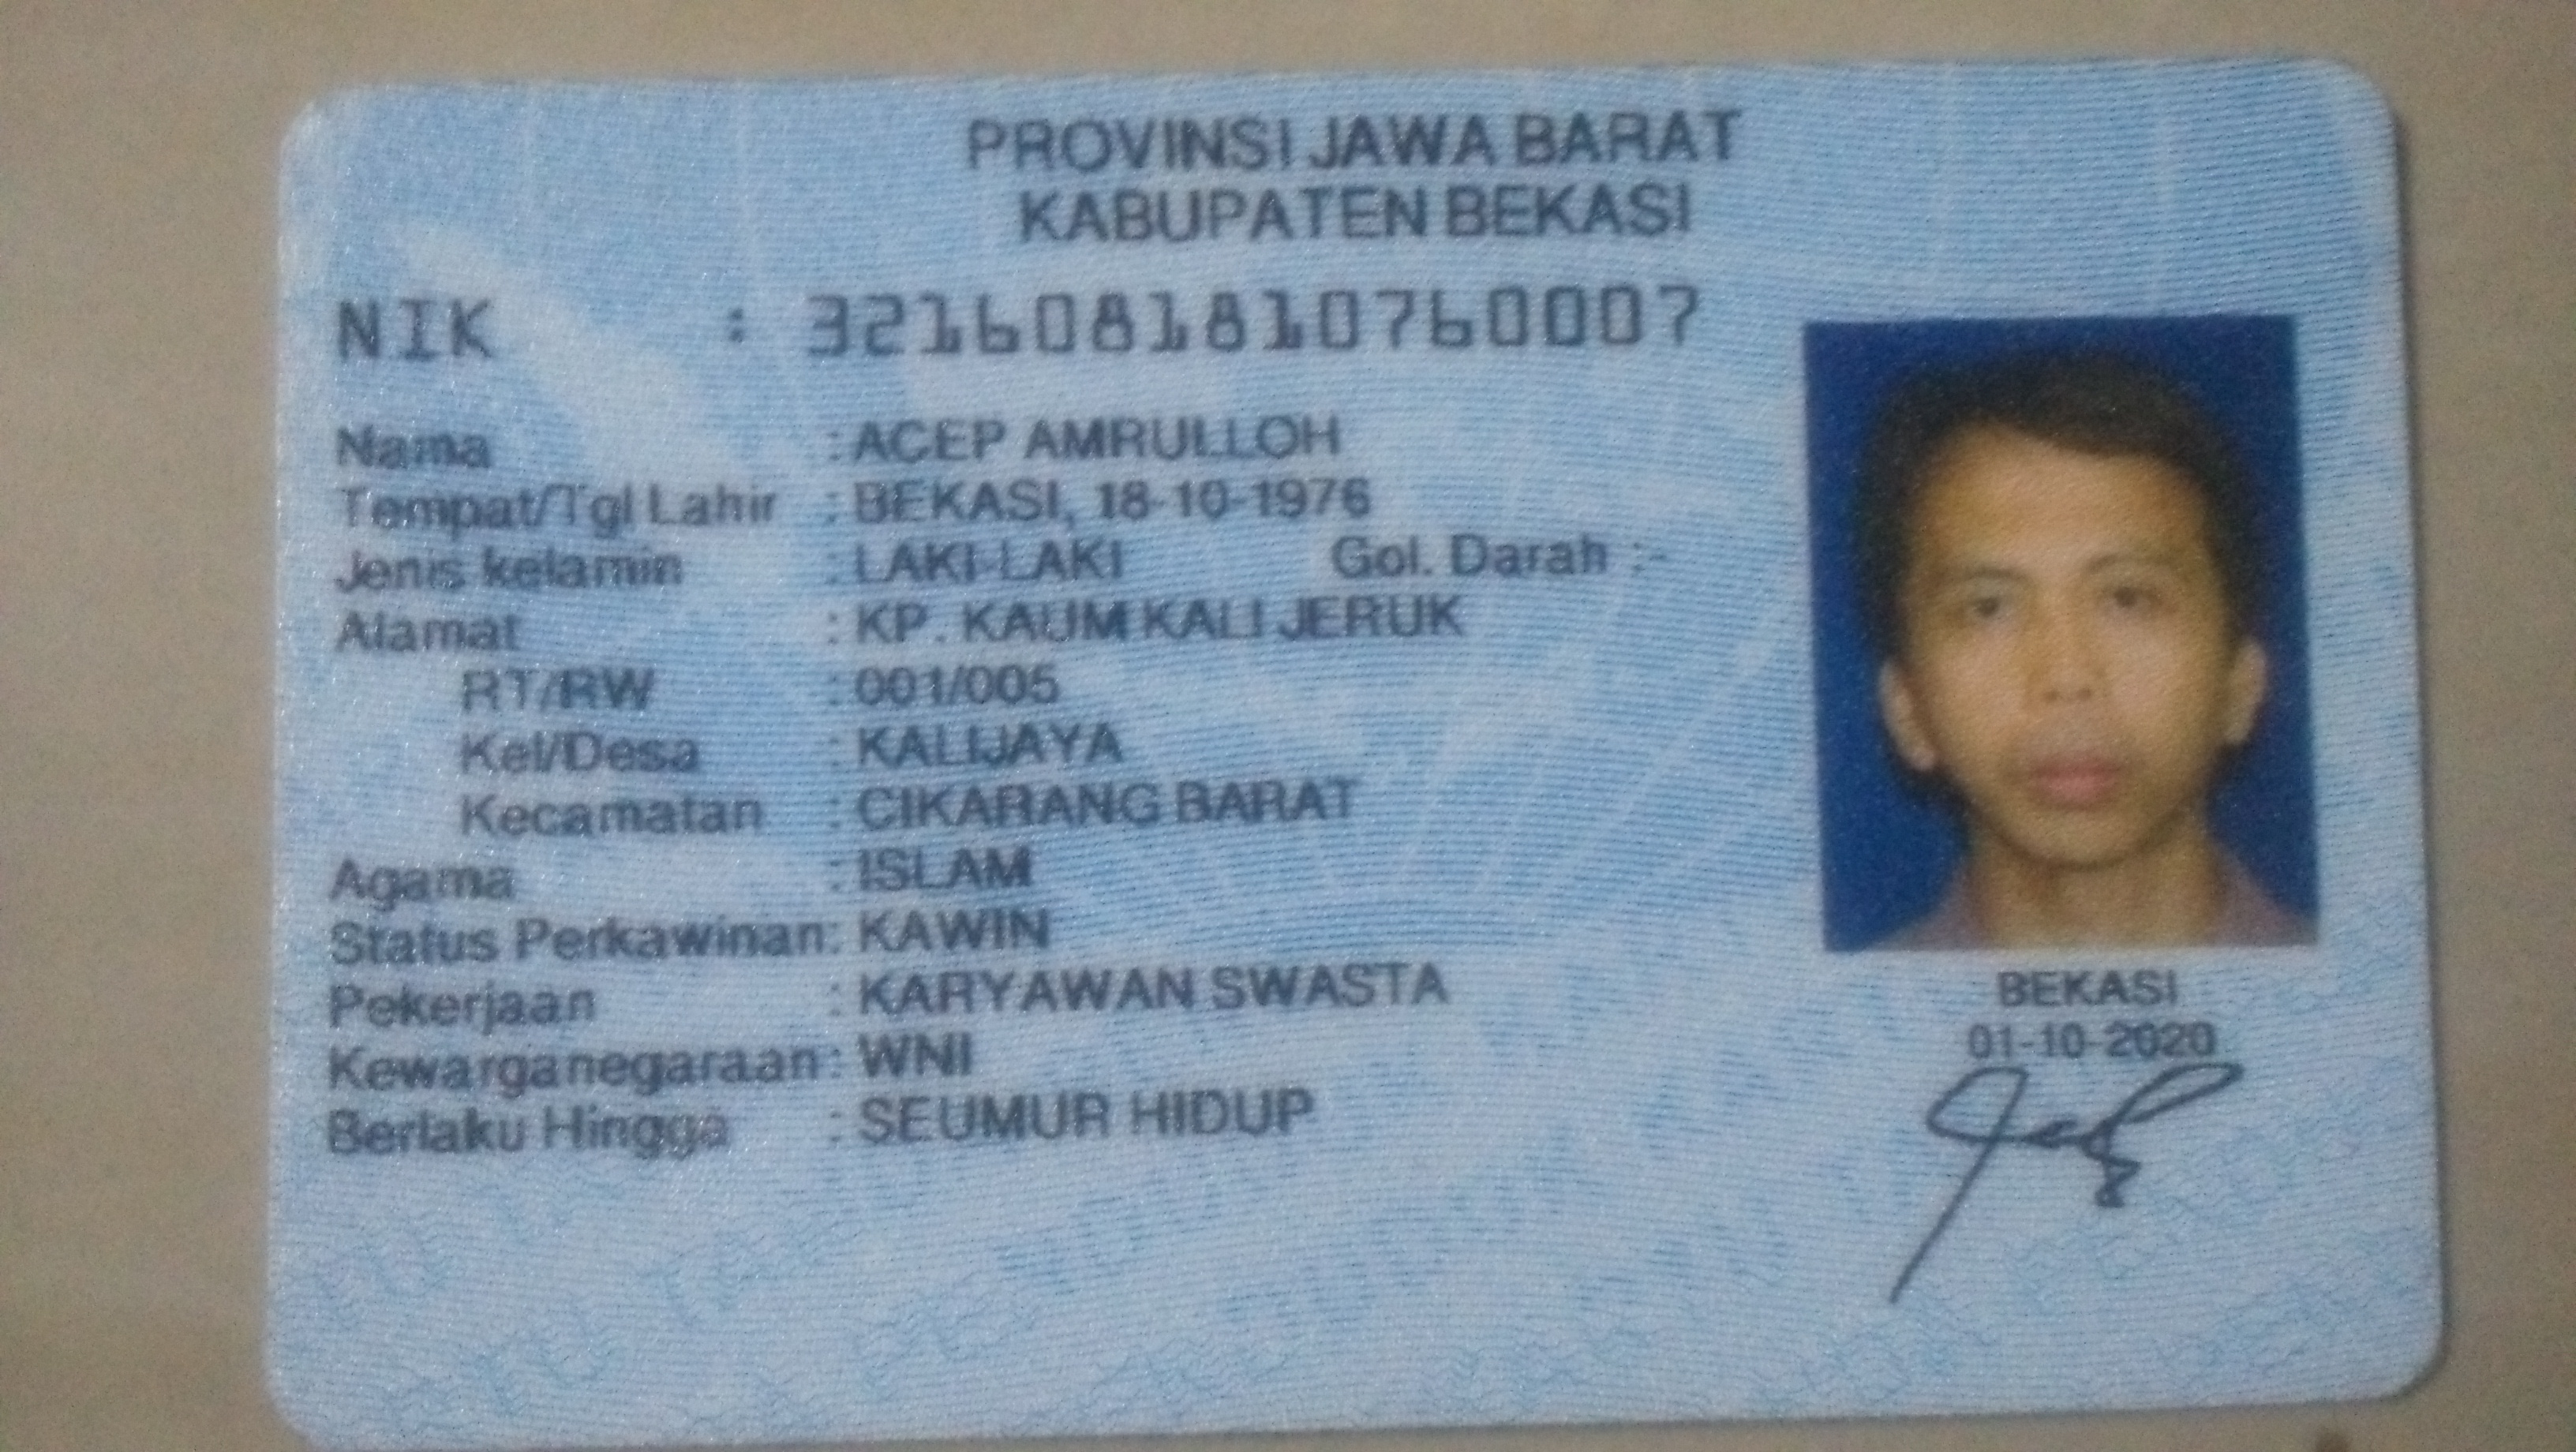 PROVINSI JAWA BARAT
KABUPATEN BEKASI
NIK : 3216081810760007
Nama : ACEP AMRULLOH
Tempat/Tgl Lahir : BEKASI, 18-10-1976
Jenis kelamin : LAKI-LAKI Gol. Darah :-
Alamat : KP. KAUM KALI JERUK
RT/RW : 001/005
Kel/Desa : KALIJAYA
Kecamatan : CIKARANG BARAT
Agama : ISLAM
Status Perkawinan: KAWIN
Pekerjaan : KARYAWAN SWASTA
Kewarganegaraan: WNI
Berlaku Hingga : SEUMUR HIDUP
BEKASI
01-10-2020